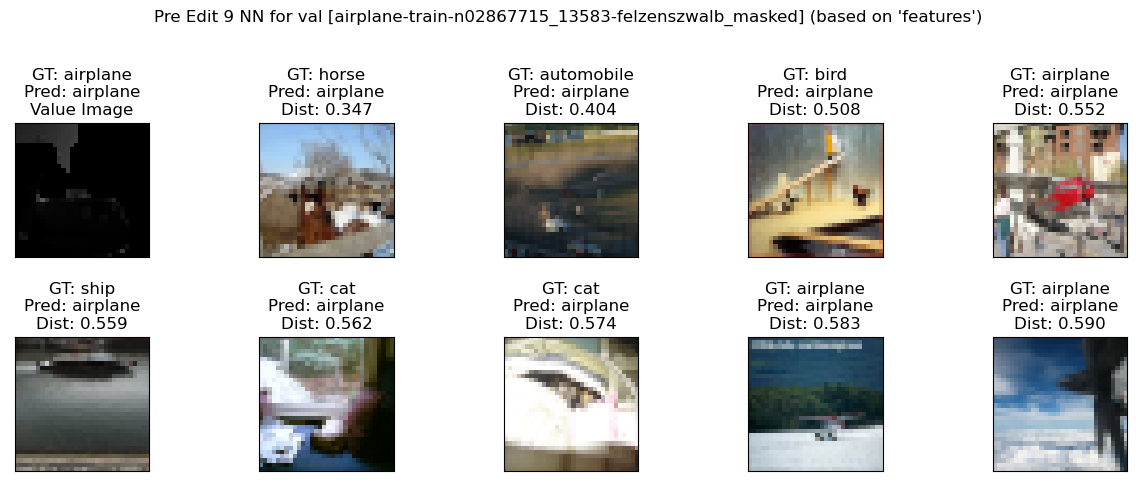 Pre Edit 9 NN for val [airplane-train-n02867715_13583-felzenszwalb_masked] (based on 'features')
GT: airplane
Pred: airplane
Value Image
GT: horse
Pred: airplane
Dist: 0.347
GT: automobile
Pred: airplane
Dist: 0.404
GT: bird
Pred: airplane
Dist: 0.508
GT: airplane
Pred: airplane
Dist: 0.552
GT: ship
Pred: airplane
Dist: 0.559
GT: cat
Pred: airplane
Dist: 0.562
GT: cat
Pred: airplane
Dist: 0.574
GT: airplane
Pred: airplane
Dist: 0.583
GT: airplane
Pred: airplane
Dist: 0.590